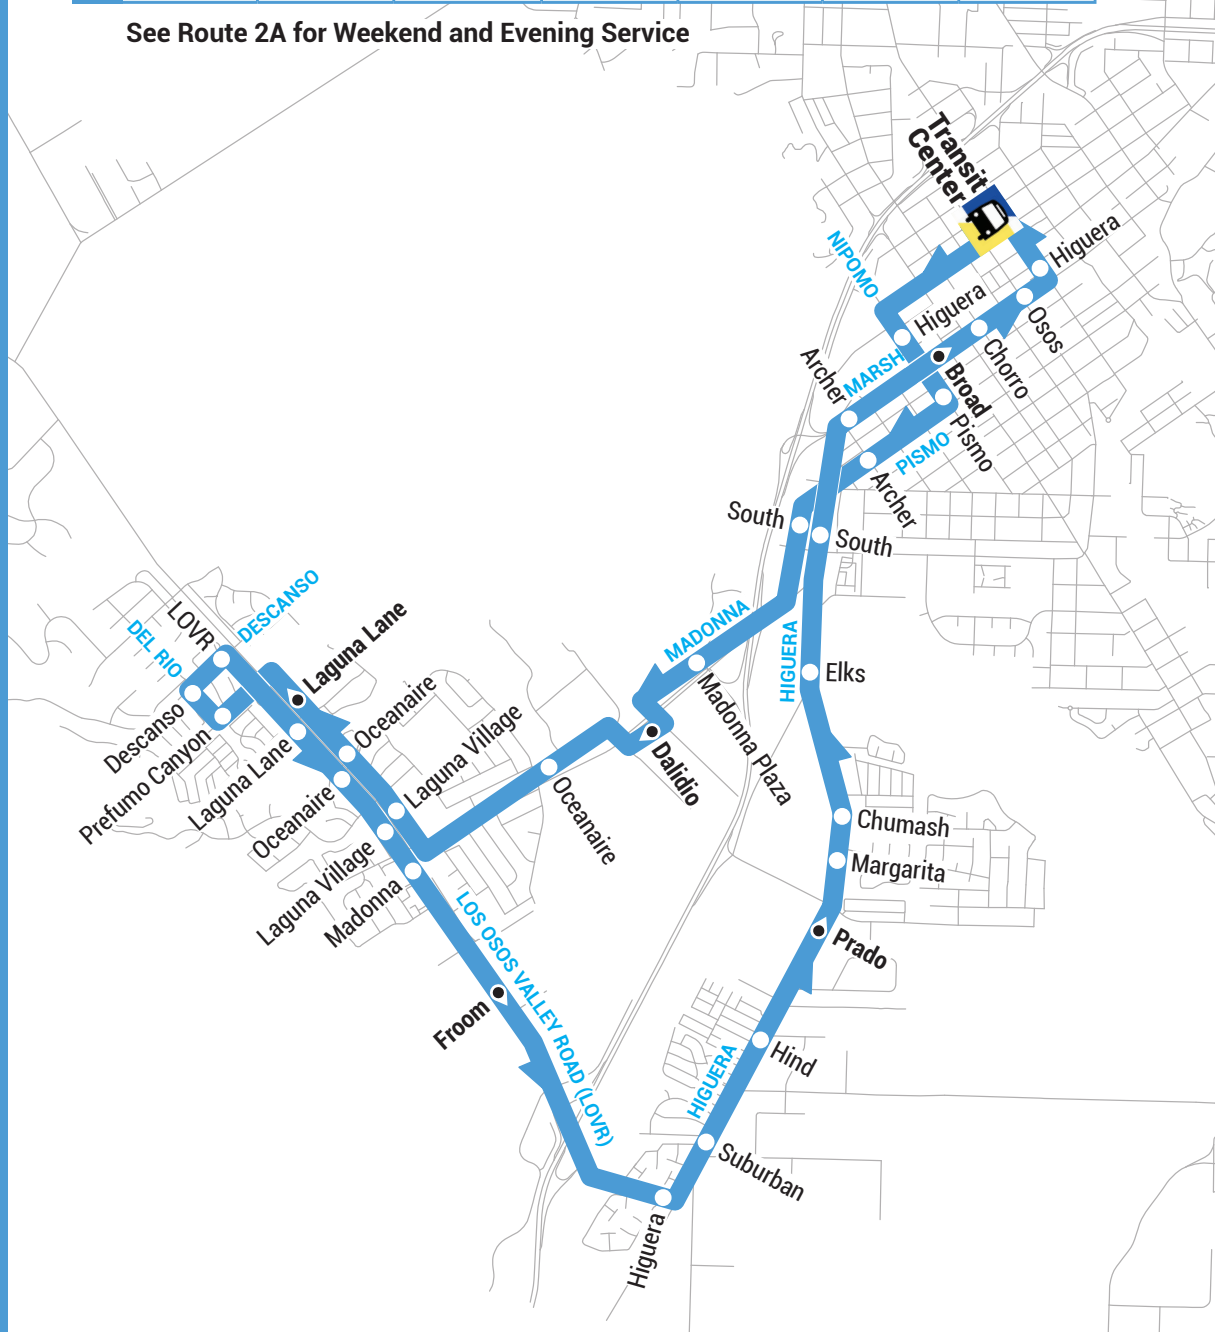 See Route 2A for Weekend and Evening Service
Transit
Center
NIPOMO
Higuera
Higuera
Osos
Chorro
Archer
MARSH
Broad
Pismo
PISMO
Archer
South
South
DESCANSO
LOVR
DEL RIO
Laguna Lane
MADONNA
HIGUERA
Elks
Descanso
Oceanaire
Madonna Plaza
Prefumo Canyon
Laguna Lane
Laguna Village
Dalidio
Oceanaire
Oceanaire
Chumash
Laguna Village
Margarita
Madonna
LOS OSOS VALLEY ROAD (LOVR)
Prado
Froom
HIGUERA
Hind
Suburban
Higuera